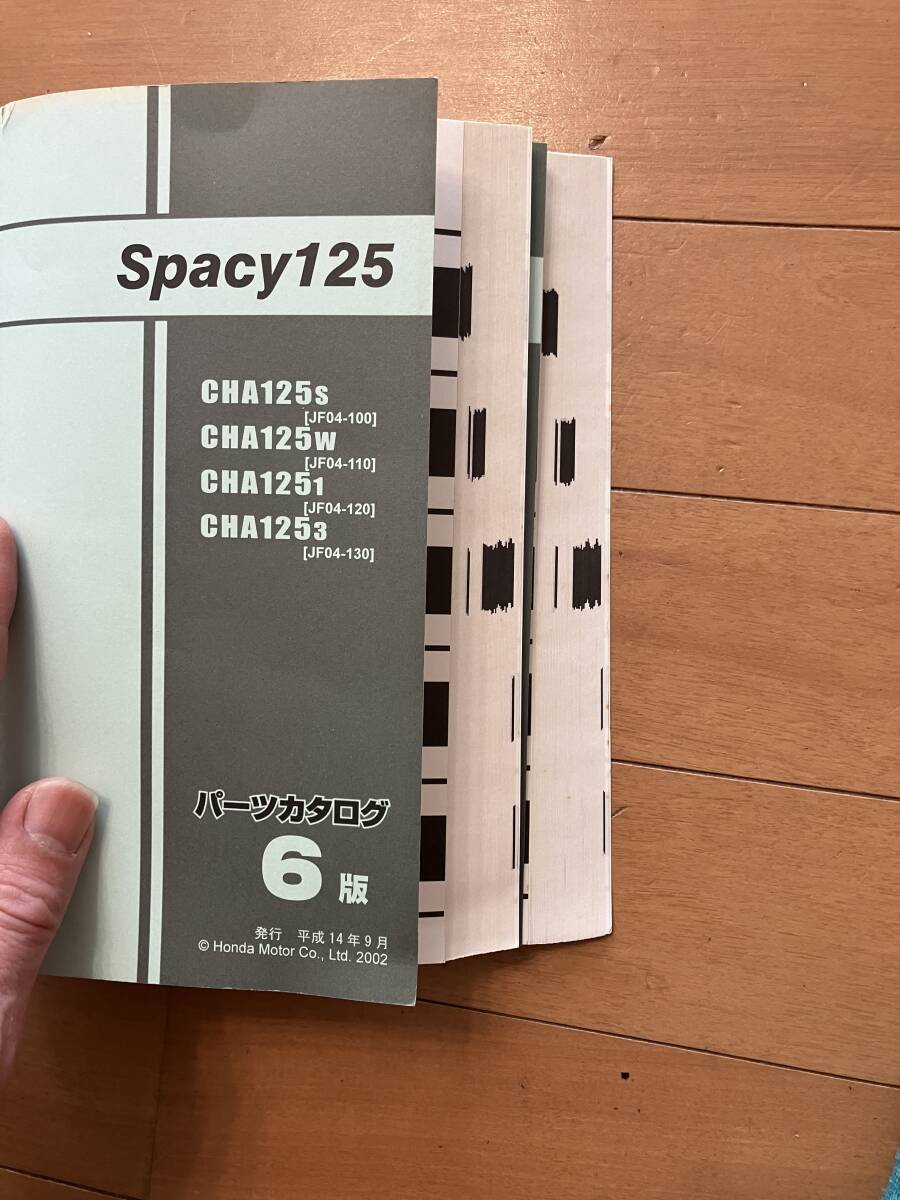 Spacy125
CHA125S
[JF04-100]
CHA125W
[JF04-110]
CHA1251
[JF04-120]
CHA1253
[JF04-130]
パーツカタログ
6版
発行 平成14年9月
© Honda Motor Co., Ltd. 2002